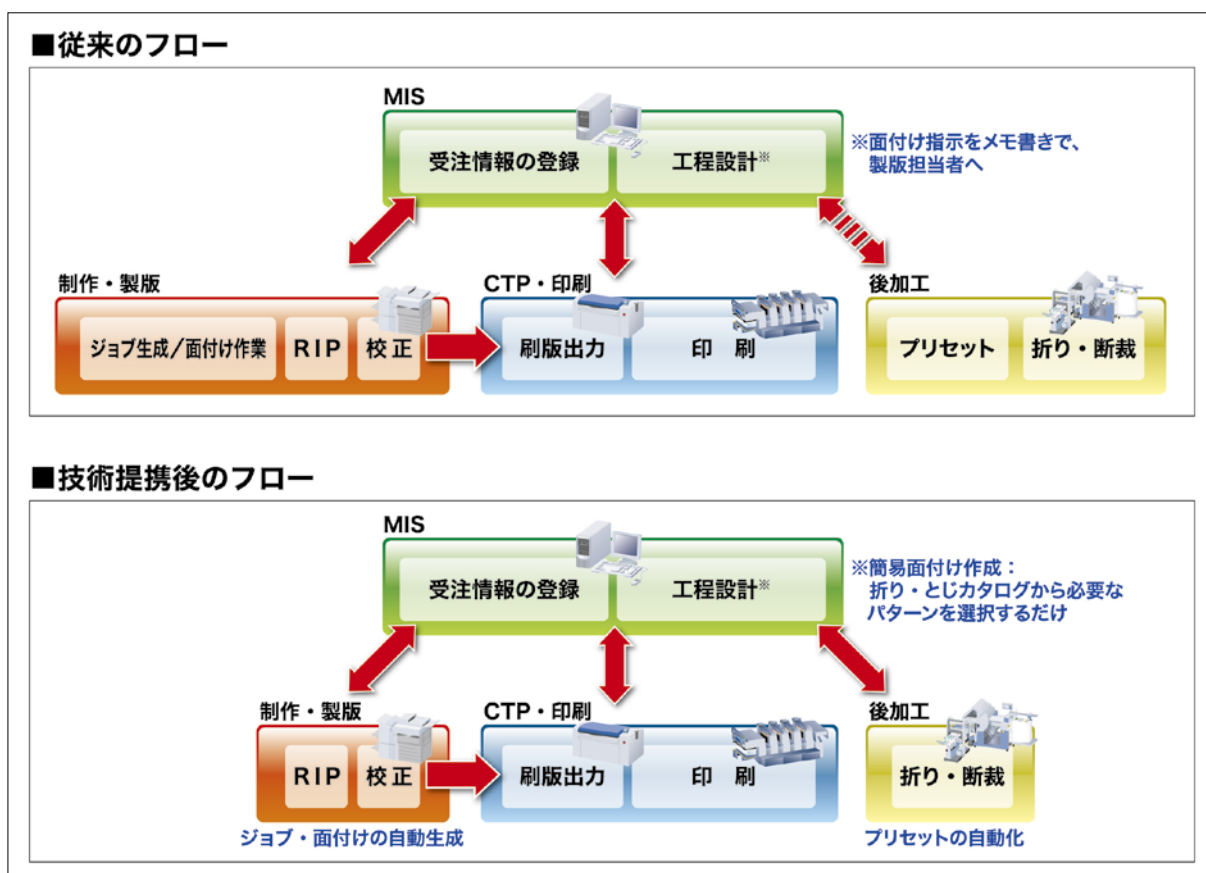 ■従来のフロー
MIS
受注情報の登録
工程設計※
※面付け指示をメモ書きで、
製版担当者へ
制作・製版
ジョブ生成/面付け作業
RIP
校正
CTP・印刷
刷版出力
印 刷
後加工
プリセット
折り・断裁
■技術提携後のフロー
MIS
受注情報の登録
工程設計※
※簡易面付け作成：
折り・とじカタログから必要な
パターンを選択するだけ
制作・製版
RIP
校正
ジョブ・面付けの自動生成
CTP・印刷
刷版出力
印 刷
後加工
折り・断裁
プリセットの自動化